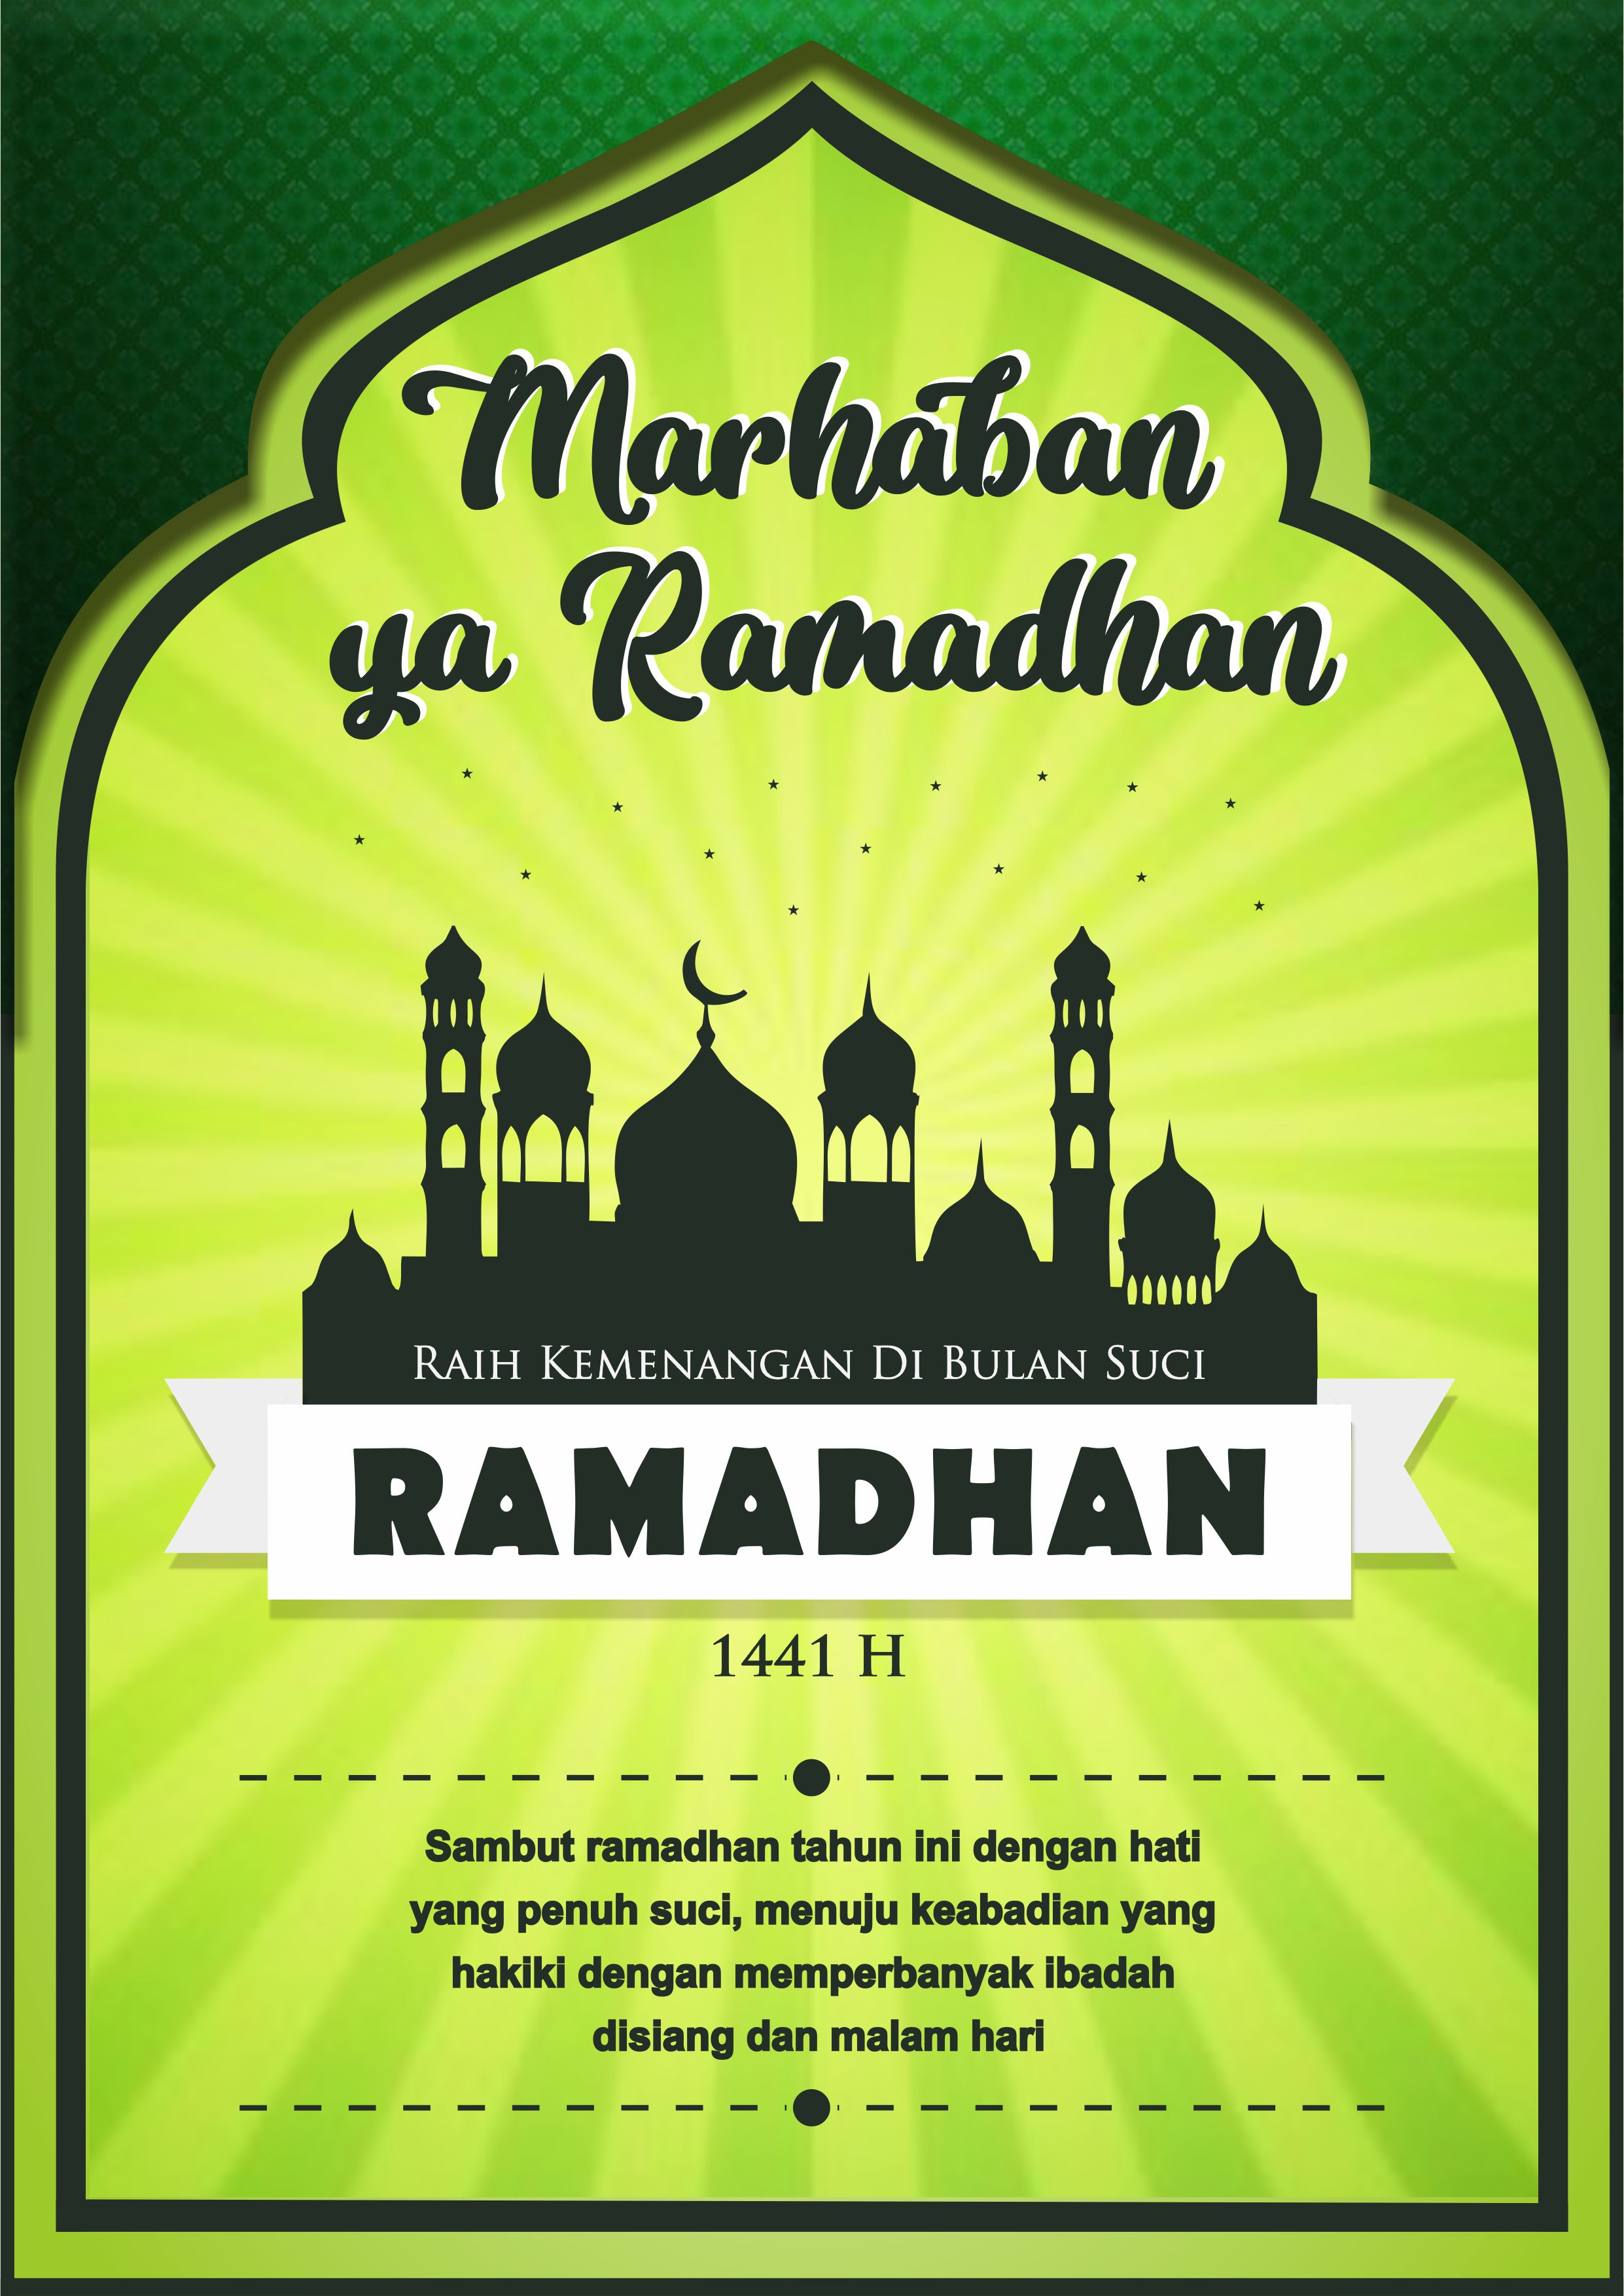 Marhaban
ya Ramadhan
Raih Kemenangan Di Bulan Suci
RAMADHAN
1441 H
Sambut ramadhan tahun ini dengan hati
yang penuh suci, menuju keabadian yang
hakiki dengan memperbanyak ibadah
disiang dan malam hari